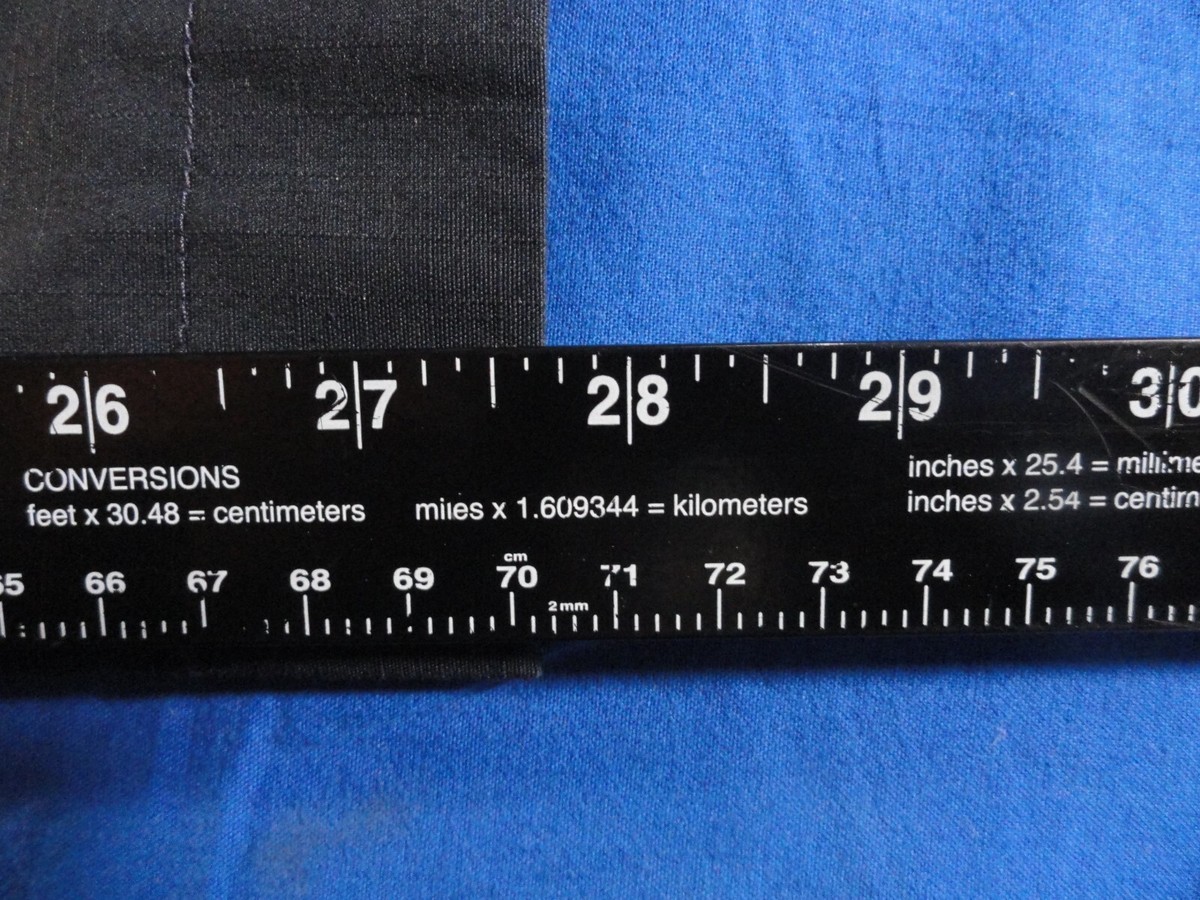 26 27 28 29 30
CONVERSIONS
feet x 30.48 = centimeters
miles x 1.609344 = kilometers
inches x 25.4 =
inches x 2.54 =
cm
66 67 68 69 70 71 72 73 74 75 76
2mm